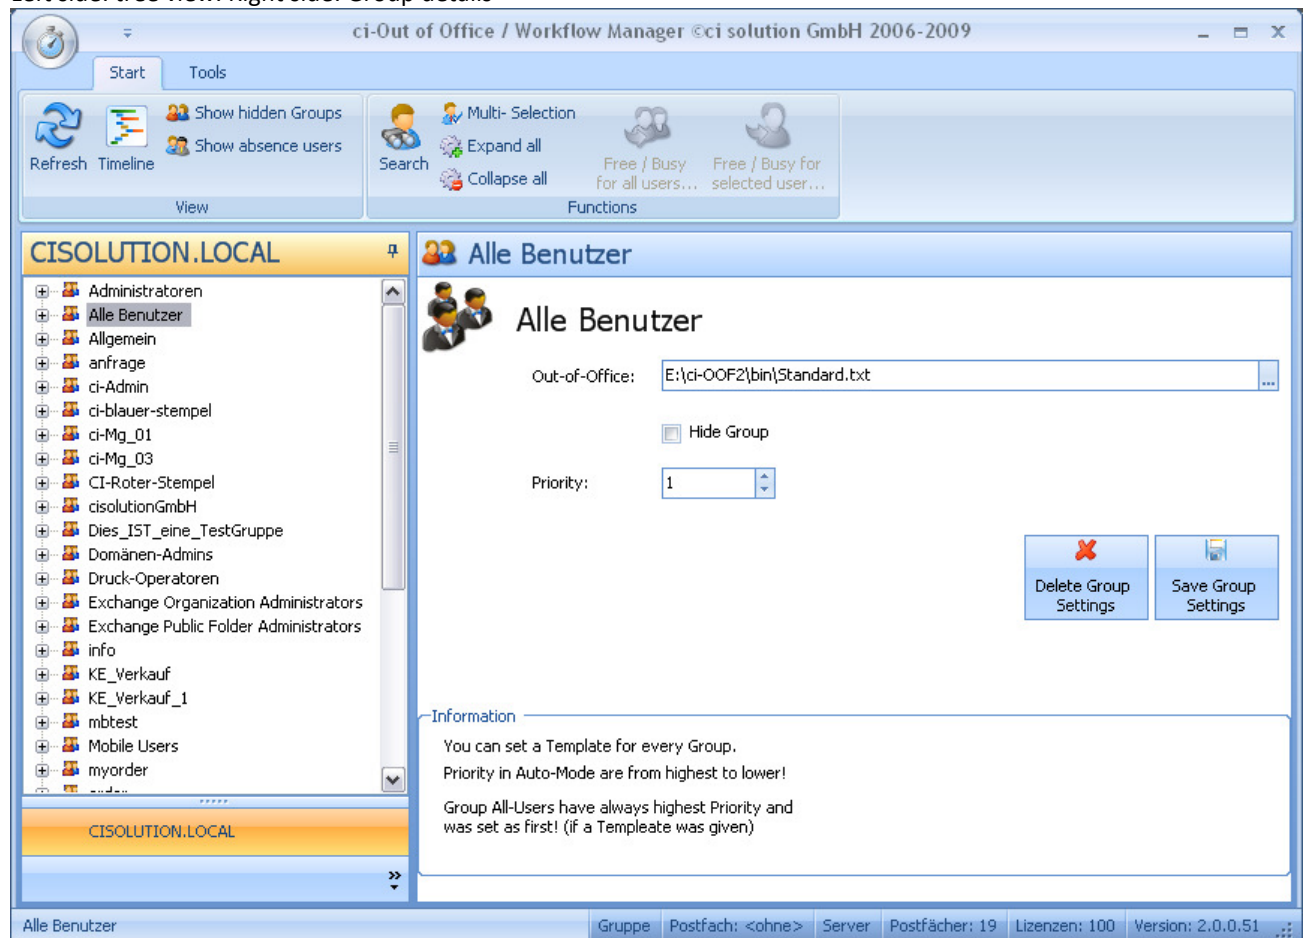 ci-Out of Office / Workflow Manager ©ci solution GmbH 2006-2009
Start Tools
Refresh
Timeline
Show hidden Groups
Show absence users
View
Search
Multi- Selection
Expand all
Collapse all
Free / Busy
for all users...
Free / Busy for
selected user...
Functions
CISOLUTION.LOCAL
Administratoren
Alle Benutzer
Allgemein
anfrage
ci-Admin
ci-blauer-stempel
ci-Mg_01
ci-Mg_03
CI-Roter-Stempel
cisolutionGmbH
Dies_IST_eine_TestGruppe
Domänen-Admins
Druck-Operatoren
Exchange Organization Administrators
Exchange Public Folder Administrators
info
KE_Verkauf
KE_Verkauf_1
mbtest
Mobile Users
myorder
CISOLUTION.LOCAL
Alle Benutzer
Alle Benutzer
Out-of-Office: E:\ci-OOF2\bin\Standard.txt ...
Hide Group
Priority: 1
Delete Group
Settings
Save Group
Settings
Information
You can set a Template for every Group.
Priority in Auto-Mode are from highest to lower!
Group All-Users have always highest Priority and
was set as first! (if a Templeate was given)
Alle Benutzer Gruppe Postfach: <ohne> Server Postfächer: 19 Lizenzen: 100 Version: 2.0.0.51